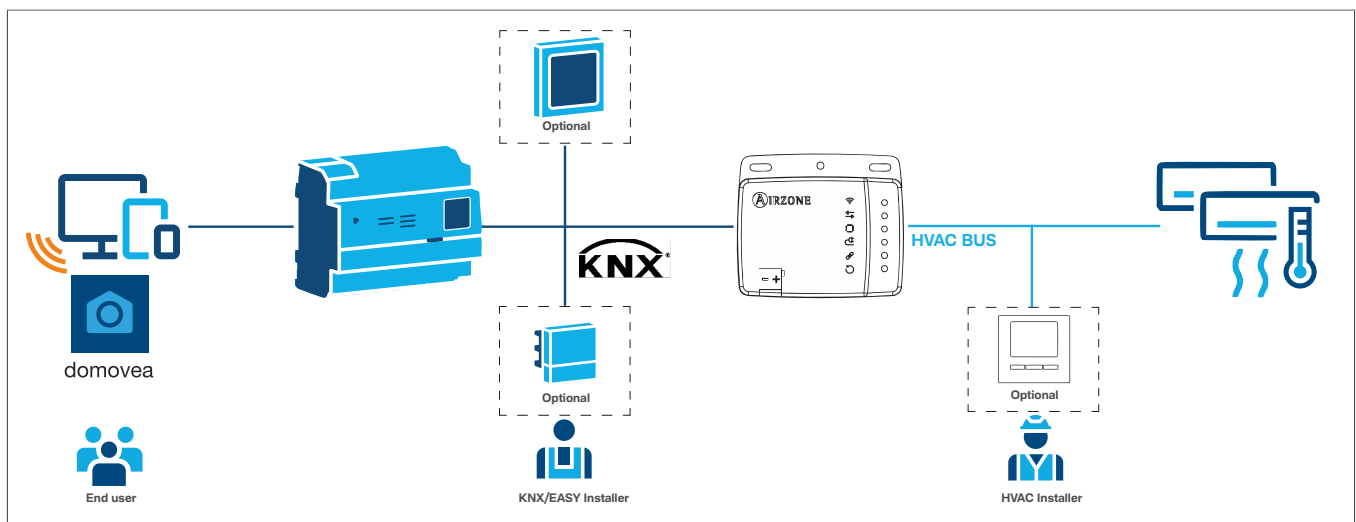 Optional
AIRZONE
HVAC BUS
KNX®
domovea
Optional
Optional
End user
KNX/EASY Installer
HVAC Installer